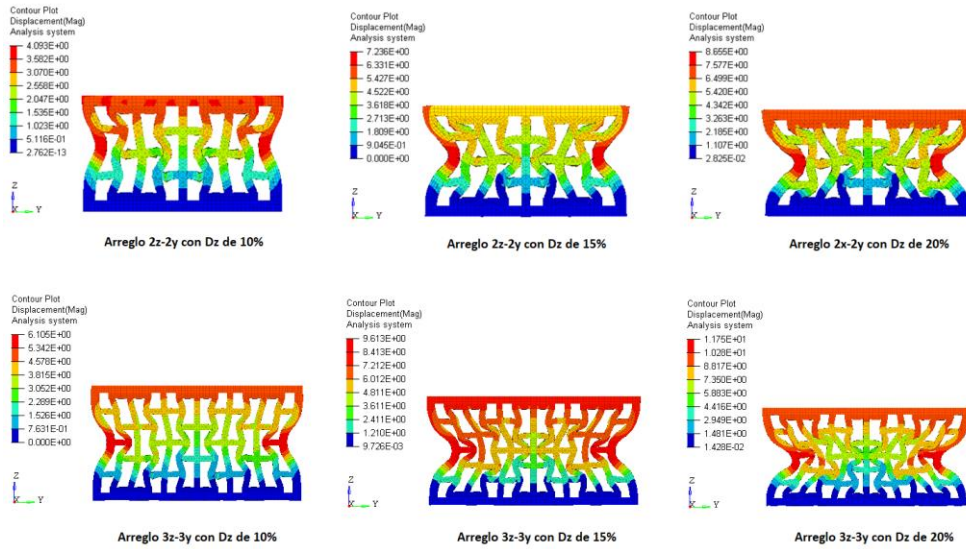 Contour Plot
Displacement(Mag)
Analysis system
4.093E+00
3.582E+00
3.070E+00
2.558E+00
2.047E+00
1.535E+00
1.023E+00
5.116E-01
2.762E-13
Z
X Y
Arreglo 2z-2y con Dz de 10%
Contour Plot
Displacement(Mag)
Analysis system
7.236E+00
6.331E+00
5.427E+00
4.522E+00
3.618E+00
2.713E+00
1.809E+00
9.045E-01
0.000E+00
Z
X Y
Arreglo 2z-2y con Dz de 15%
Contour Plot
Displacement(Mag)
Analysis system
8.655E+00
7.577E+00
6.499E+00
5.420E+00
4.342E+00
3.263E+00
2.185E+00
1.107E+00
2.825E-02
Z
X Y
Arreglo 2x-2y con Dz de 20%
Contour Plot
Displacement(Mag)
Analysis system
6.105E+00
5.342E+00
4.578E+00
3.815E+00
3.052E+00
2.289E+00
1.526E+00
7.631E-01
0.000E+00
Z
X Y
Arreglo 3z-3y con Dz de 10%
Contour Plot
Displacement(Mag)
Analysis system
9.613E+00
8.413E+00
7.212E+00
6.012E+00
4.811E+00
3.611E+00
2.411E+00
1.210E+00
9.726E-03
Z
X Y
Arreglo 3z-3y con Dz de 15%
Contour Plot
Displacement(Mag)
Analysis system
1.175E+01
1.028E+01
8.817E+00
7.350E+00
5.883E+00
4.416E+00
2.949E+00
1.481E+00
1.428E-02
Z
X Y
Arreglo 3z-3y con Dz de 20%